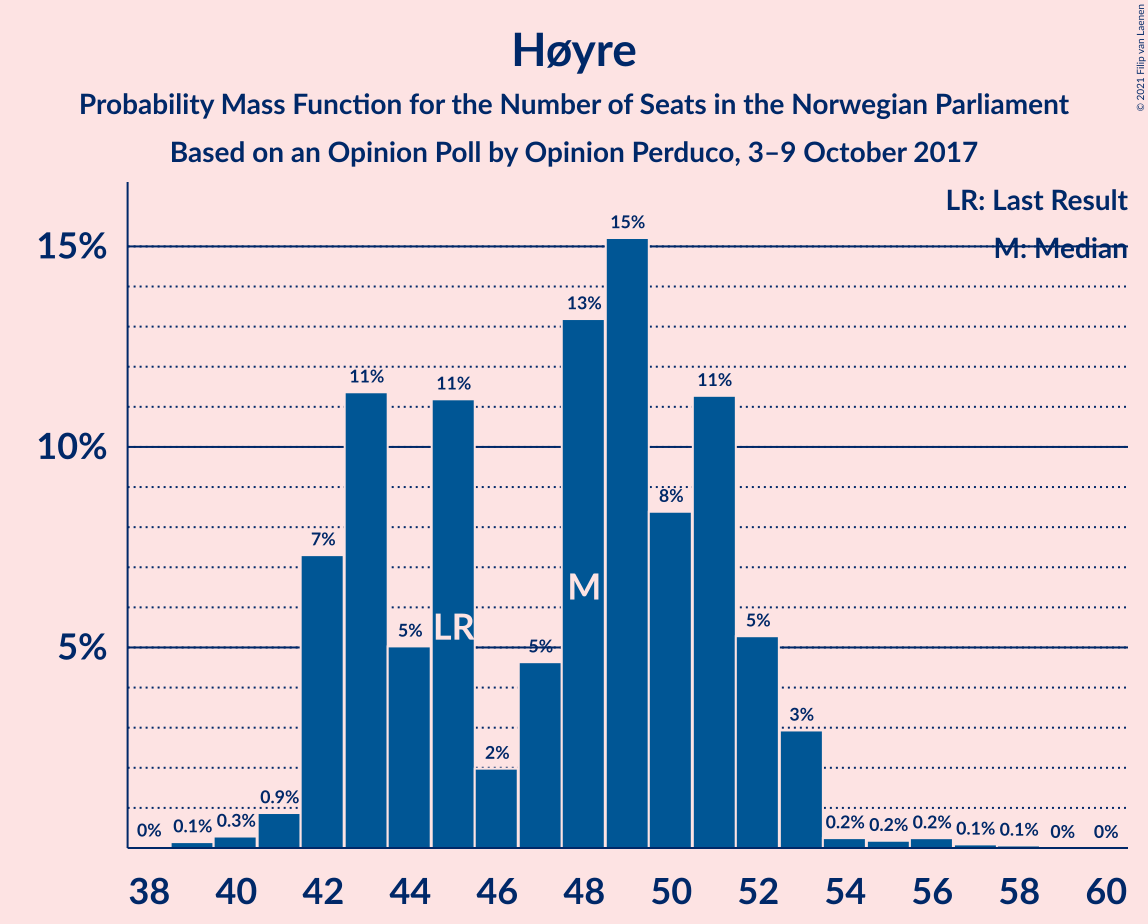 Høyre
Probability Mass Function for the Number of Seats in the Norwegian Parliament
Based on an Opinion Poll by Opinion Perduco, 3–9 October 2017
© 2021 Filip van Laenen
LR: Last Result
M: Median
15%
10%
5%
0%
0.1%
0.3%
0.9%
7%
11%
5%
11%
2%
5%
13%
15%
8%
11%
5%
3%
0.2%
0.2%
0.2%
0.1%
0.1%
0%
0%
LR
M
38 40 42 44 46 48 50 52 54 56 58 60